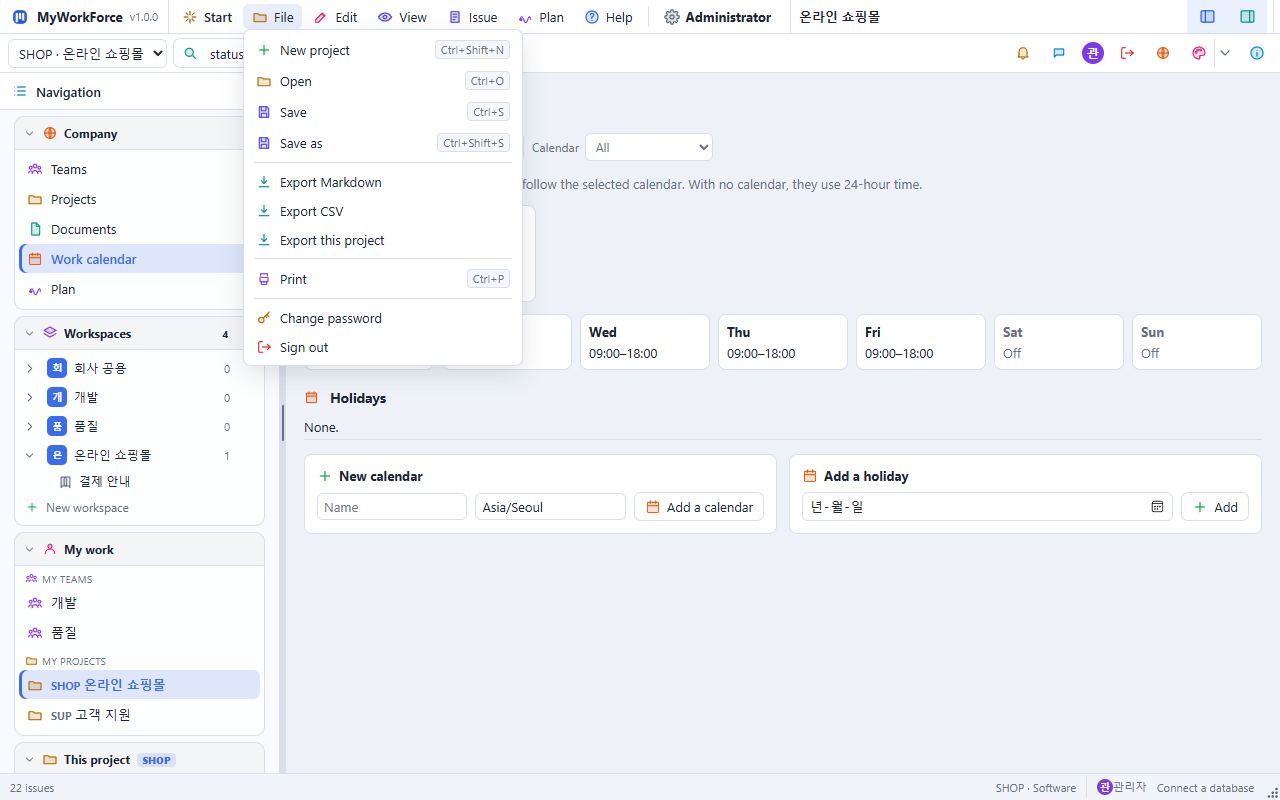 MyWorkForce v1.0.0 Start File Edit View Issue Plan Help Administrator 온라인 쇼핑몰
SHOP · 온라인 쇼핑몰 status
Navigation
Company
Teams
Projects
Documents
Work calendar
Plan
Workspaces 4
회 회사 공용 0
개 개발 0
품 품질 0
온 온라인 쇼핑몰 1
결제 안내
New workspace
My work
MY TEAMS
개발
품질
MY PROJECTS
SHOP 온라인 쇼핑몰
SUP 고객 지원
This project SHOP
New project Ctrl+Shift+N
Open Ctrl+O
Save Ctrl+S
Save as Ctrl+Shift+S
Export Markdown
Export CSV
Export this project
Print Ctrl+P
Change password
Sign out
관
Calendar All
follow the selected calendar. With no calendar, they use 24-hour time.
Wed Thu Fri Sat Sun
09:00–18:00 09:00–18:00 09:00–18:00 Off Off
Holidays
None.
New calendar
Name Asia/Seoul Add a calendar
Add a holiday
년-월-일 Add
22 issues SHOP · Software 관 관리자 Connect a database